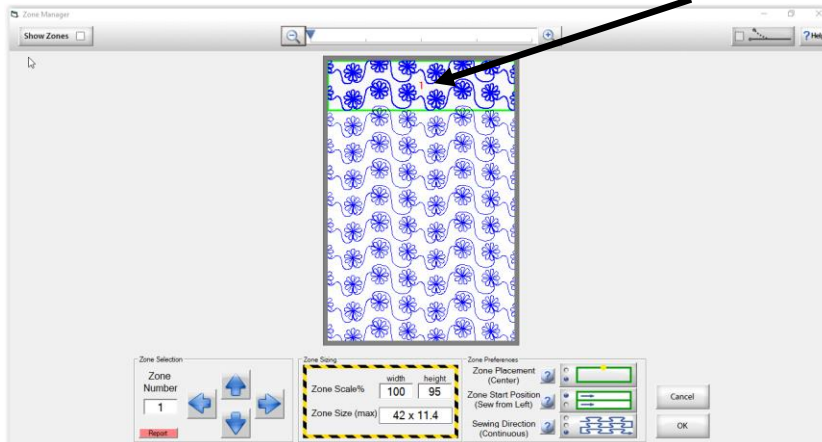 Zone Manager
Show Zones
?Help
1
Zone Selection
Zone
Number
1
Repart
Zone Sizing
width height
Zone Scale% 100 95
Zone Size (max) 42 x 11.4
Zone Preferences
Zone Placement
(Center)
?
Zone Start Position
(Sew from Left)
?
Sewing Direction
(Continuous)
?
Cancel
OK